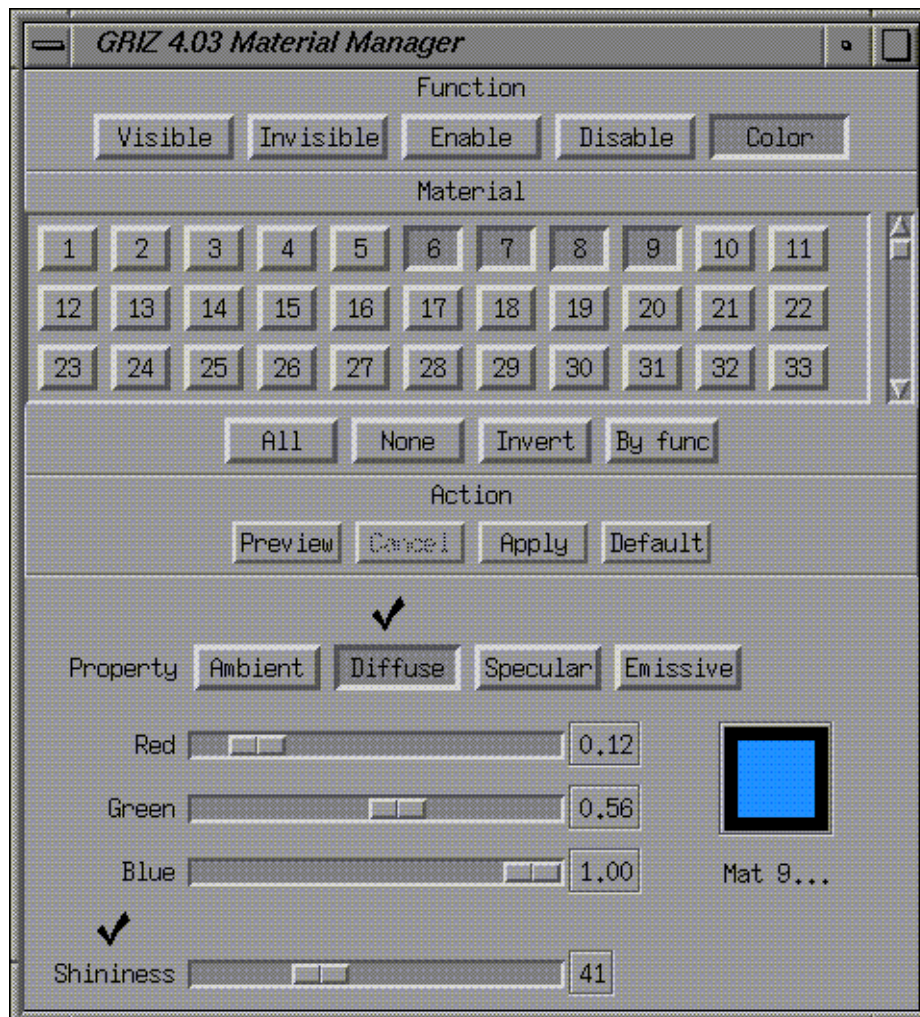 GRIZ 4.03 Material Manager
Function
Visible Invisible Enable Disable Color
Material
1 2 3 4 5 6 7 8 9 10 11
12 13 14 15 16 17 18 19 20 21 22
23 24 25 26 27 28 29 30 31 32 33
All None Invert By func
Action
Preview Cancel Apply Default
Property Ambient Diffuse Specular Emissive
Red 0.12
Green 0.56
Blue 1.00
Mat 9...
Shininess 41